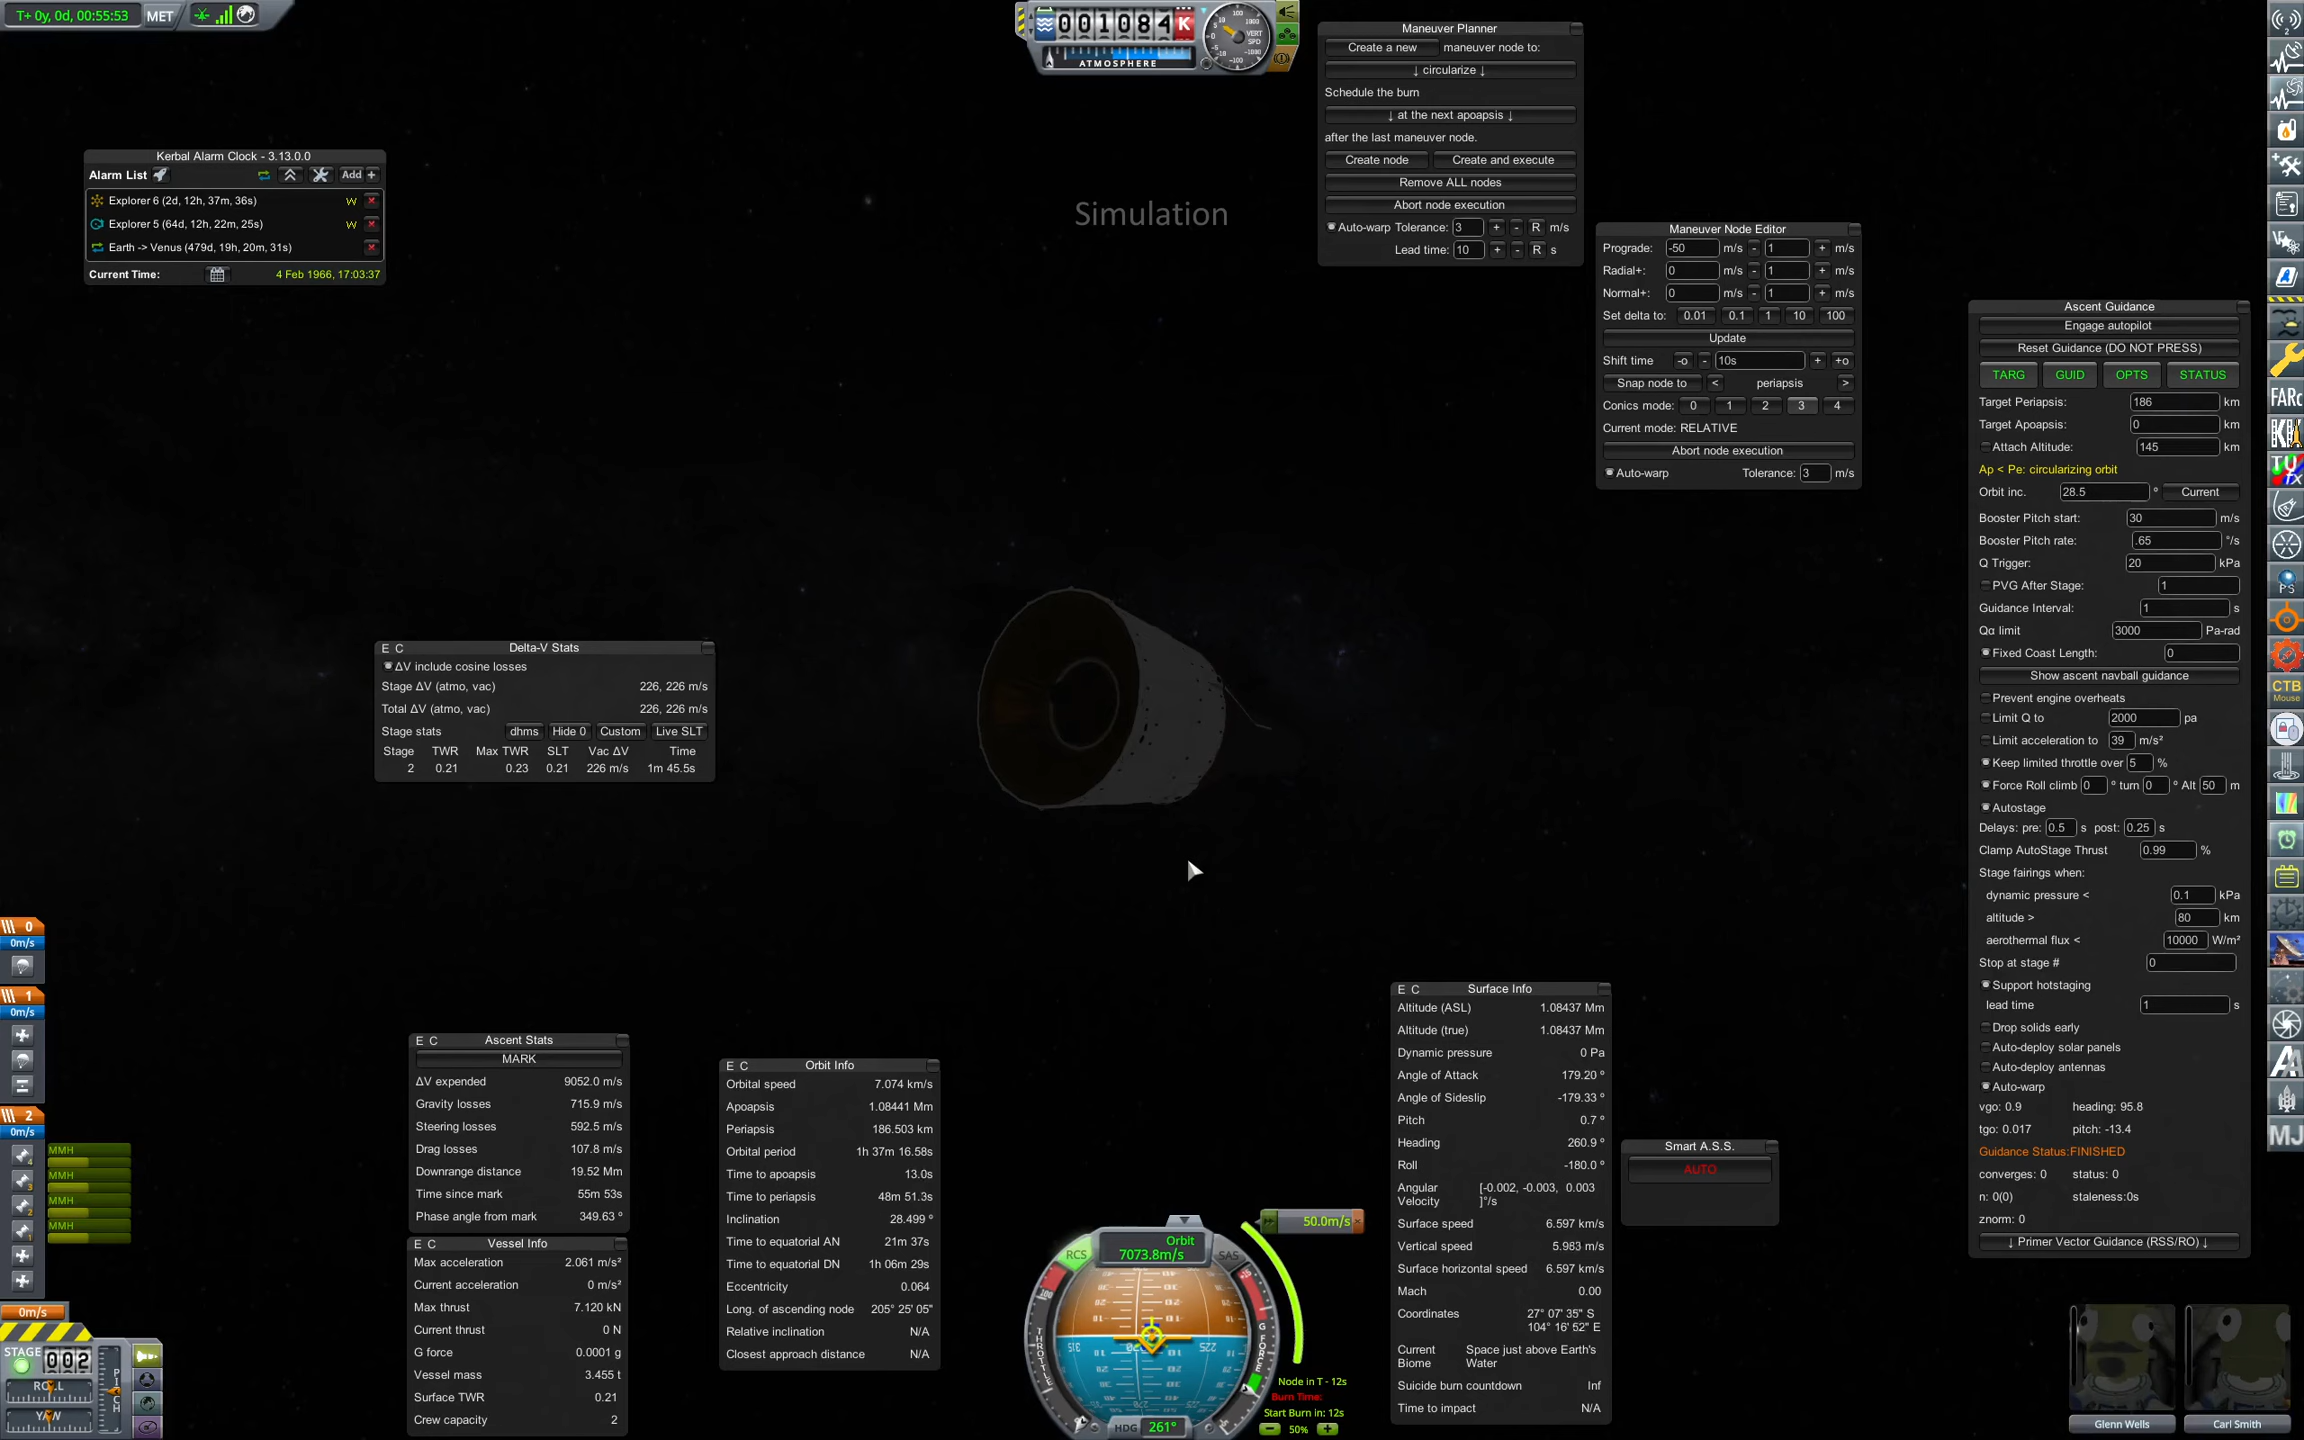 T+ 0y, 0d, 00:55:53
MET
001084 K
ATMOSPHERE
VERT SPD
Simulation
Kerbal Alarm Clock - 3.13.0.0
Alarm List
Add +
Explorer 6 (2d, 12h, 37m, 36s)
Explorer 5 (64d, 12h, 22m, 25s)
Earth -> Venus (479d, 19h, 20m, 31s)
Current Time: 4 Feb 1966, 17:03:37
Maneuver Planner
Create a new maneuver node to:
↓ circularize ↓
Schedule the burn
↓ at the next apoapsis ↓
after the last maneuver node.
Create node Create and execute
Remove ALL nodes
Abort node execution
Auto-warp Tolerance: 3 + - R m/s
Lead time: 10 + - R s
Maneuver Node Editor
Prograde: -50 m/s - 1 + m/s
Radial+: 0 m/s - 1 + m/s
Normal+: 0 m/s - 1 + m/s
Set delta to: 0.01 0.1 1 10 100
Update
Shift time -o - 10s + +o
Snap node to < periapsis >
Conics mode: 0 1 2 3 4
Current mode: RELATIVE
Abort node execution
Auto-warp Tolerance: 3 m/s
Ascent Guidance
Engage autopilot
Reset Guidance (DO NOT PRESS)
TARG GUID OPTS STATUS
Target Periapsis: 186 km
Target Apoapsis: 0 km
Attach Altitude: 145 km
Ap < Pe: circularizing orbit
Orbit inc. 28.5 º Current
Booster Pitch start: 30 m/s
Booster Pitch rate: .65 °/s
Q Trigger: 20 kPa
PVG After Stage: 1
Guidance Interval: 1 s
Qα limit 3000 Pa-rad
Fixed Coast Length: 0
Show ascent navball guidance
Prevent engine overheats
Limit Q to 2000 pa
Limit acceleration to 39 m/s²
Keep limited throttle over 5 %
Force Roll climb 0 º turn 0 º Alt 50 m
Autostage
Delays: pre: 0.5 s post: 0.25 s
Clamp AutoStage Thrust 0.99 %
Stage fairings when:
dynamic pressure < 0.1 kPa
altitude > 80 km
aerothermal flux < 10000 W/m²
Stop at stage # 0
Support hotstaging
lead time 1 s
Drop solids early
Auto-deploy solar panels
Auto-deploy antennas
Auto-warp
vgo: 0.9 heading: 95.8
tgo: 0.017 pitch: -13.4
Guidance Status:FINISHED
converges: 0 status: 0
n: 0(0) staleness:0s
znorm: 0
↓ Primer Vector Guidance (RSS/RO) ↓
E C Delta-V Stats
ΔV include cosine losses
Stage ΔV (atmo, vac) 226, 226 m/s
Total ΔV (atmo, vac) 226, 226 m/s
Stage stats dhms Hide 0 Custom Live SLT
Stage TWR Max TWR SLT Vac ΔV Time
2 0.21 0.23 0.21 226 m/s 1m 45.5s
0
0m/s
1
0m/s
2
0m/s
MMH
MMH
MMH
MMH
4
3
2
1
0m/s
STAGE 002
ROLL
YAW
PITCH
E C Ascent Stats
MARK
ΔV expended 9052.0 m/s
Gravity losses 715.9 m/s
Steering losses 592.5 m/s
Drag losses 107.8 m/s
Downrange distance 19.52 Mm
Time since mark 55m 53s
Phase angle from mark 349.63 º
E C Vessel Info
Max acceleration 2.061 m/s²
Current acceleration 0 m/s²
Max thrust 7.120 kN
Current thrust 0 N
G force 0.0001 g
Vessel mass 3.455 t
Surface TWR 0.21
Crew capacity 2
E C Orbit Info
Orbital speed 7.074 km/s
Apoapsis 1.08441 Mm
Periapsis 186.503 km
Orbital period 1h 37m 16.58s
Time to apoapsis 13.0s
Time to periapsis 48m 51.3s
Inclination 28.499 º
Time to equatorial AN 21m 37s
Time to equatorial DN 1h 06m 29s
Eccentricity 0.064
Long. of ascending node 205° 25' 05"
Relative inclination N/A
Closest approach distance N/A
50.0m/s
RCS
Orbit
7073.8m/s
SAS
THROTTLE
G FORCE
HDG 261°
Node in T - 12s
Burn Time:
Start Burn in: 12s
50%
E C Surface Info
Altitude (ASL) 1.08437 Mm
Altitude (true) 1.08437 Mm
Dynamic pressure 0 Pa
Angle of Attack 179.20 º
Angle of Sideslip -179.33 º
Pitch 0.7 º
Heading 260.9 º
Roll -180.0 º
Angular Velocity [-0.002, -0.003, 0.003 ]°/s
Surface speed 6.597 km/s
Vertical speed 5.983 m/s
Surface horizontal speed 6.597 km/s
Mach 0.00
Coordinates 27° 07' 35" S
104° 16' 52" E
Current Biome Space just above Earth's Water
Suicide burn countdown Inf
Time to impact N/A
Smart A.S.S.
AUTO
FARc
PS
CTB
Mouse
MJ
Glenn Wells
Carl Smith